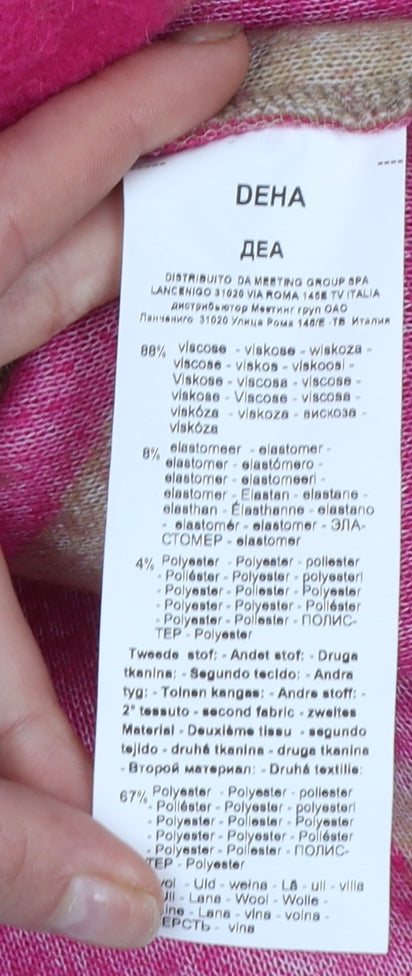 DEHA
ДЕА
DISTRIBUITO DA MEETING GROUP SPA
LANCENIGO 31020 VIA ROMA 145E TV ITALIA
дистрибьютор Меетинг груп ОАО
Ланчениго 31020 Улица Рома 145/E -ТВ Италия
88% viscose - viskose - wiskoza -
viscose - viskos - viskoosi -
Viskose - viscosa - viscose -
viskose - Viscose - viscosa -
viskóza - viskoza - вискоза -
viskóza
8% elastomeer - elastomer -
elastomer - elastómero -
elastomer - elastomeeri -
elastomer - Elastan - elastane -
elasthan - Élasthanne - elastano
- elastomér - elastomer - ЭЛА-
СТОМЕР - elastomer
4% Polyester - Polyester - poliester
- Poliéster - Polyester - polyesteri
- Polyester - Poliester - Polyester
- Polyester - Polyester - Poliéster
- Polyester - Poliester - ПОЛИС-
ТЕР - Polyester
Tweede stof: - Andet stof: - Druga
tkanina: - Segundo tecido: - Andra
tyg: - Toinen kangas: - Andre stoff: -
2° tessuto - second fabric - zweites
Material - Deuxième tissu - segundo
tejido - druhá tkanina - druga tkanina
- Второй материал: - Druhá textilie:
67% Polyester - Polyester - poliester
- Poliéster - Polyester - polyesteri
- Polyester - Poliester - Polyester
- Polyester - Polyester - Poliéster
- Polyester - Poliester - ПОЛИС-
ТЕР - Polyester
- Uld - wełna - Lã - ull - villa
- Lana - Wool - Wolle -
- Lana - vlna - volna -
ЕРСТЬ - vlna